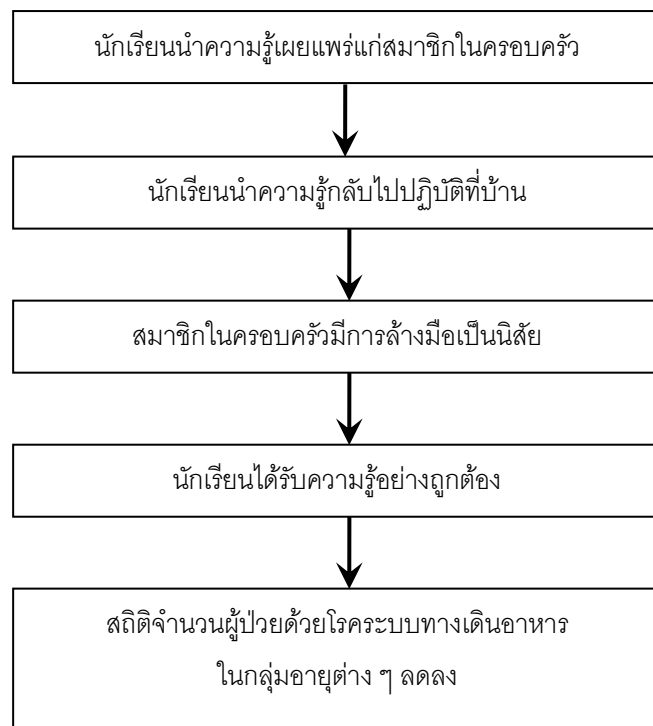 นักเรียนนำความรู้เผยแพร่แก่สมาชิกในครอบครัว
นักเรียนนำความรู้กลับไปปฏิบัติที่บ้าน
สมาชิกในครอบครัวมีการล้างมือเป็นนิสัย
นักเรียนได้รับความรู้อย่างถูกต้อง
สถิติจำนวนผู้ป่วยด้วยโรคระบบทางเดินอาหาร
ในกลุ่มอายุต่าง ๆ ลดลง